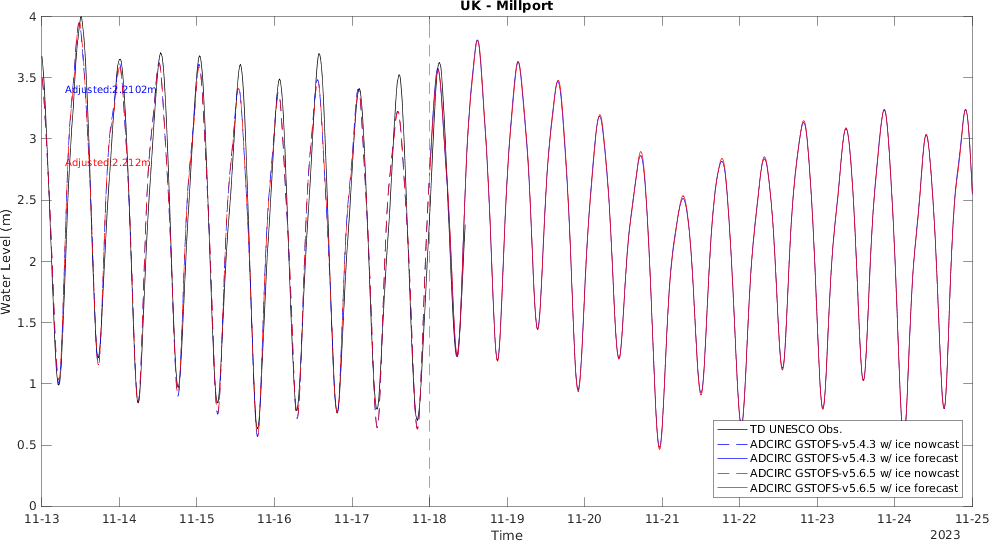 UK - Millport
4
3.5
3
2.5
2
1.5
1
0.5
0
Water Level (m)
Adjusted:2.2102m
Adjusted:2.212m
TD UNESCO Obs.
ADCIRC GSTOFS-v5.4.3 w/ ice nowcast
ADCIRC GSTOFS-v5.4.3 w/ ice forecast
ADCIRC GSTOFS-v5.6.5 w/ ice nowcast
ADCIRC GSTOFS-v5.6.5 w/ ice forecast
11-13 11-14 11-15 11-16 11-17 11-18 11-19 11-20 11-21 11-22 11-23 11-24 11-25
Time
2023